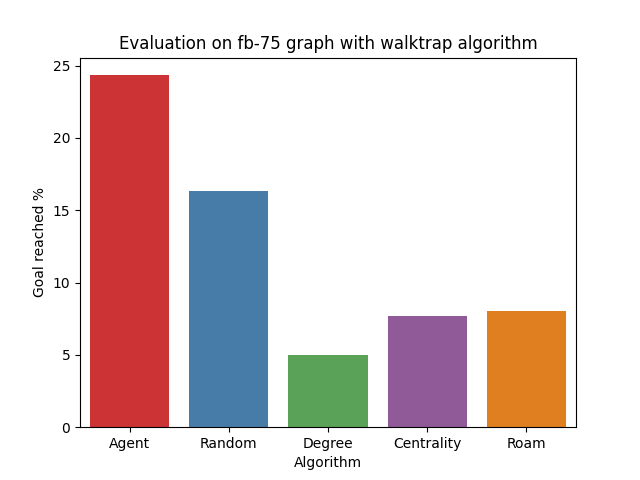 Evaluation on fb-75 graph with walktrap algorithm
25
20
15
10
5
0
Goal reached %
Agent Random Degree Centrality Roam
Algorithm